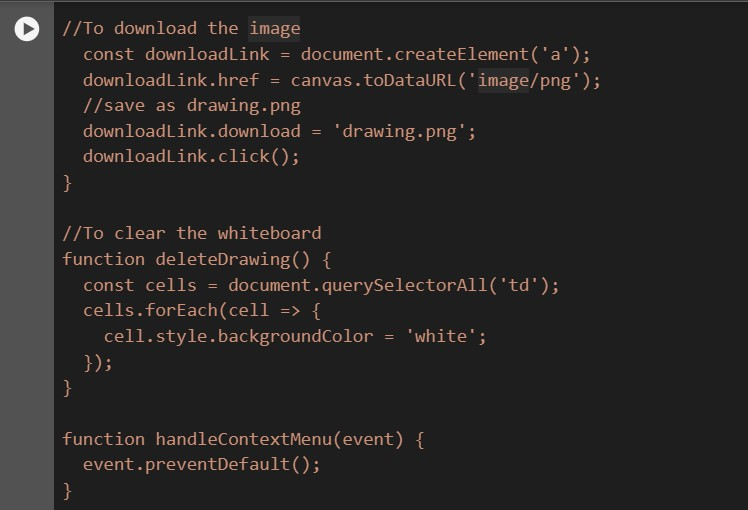 //To download the image
const downloadLink = document.createElement('a');
downloadLink.href = canvas.toDataURL('image/png');
//save as drawing.png
downloadLink.download = 'drawing.png';
downloadLink.click();
}
//To clear the whiteboard
function deleteDrawing() {
const cells = document.querySelectorAll('td');
cells.forEach(cell => {
cell.style.backgroundColor = 'white';
});
}
function handleContextMenu(event) {
event.preventDefault();
}